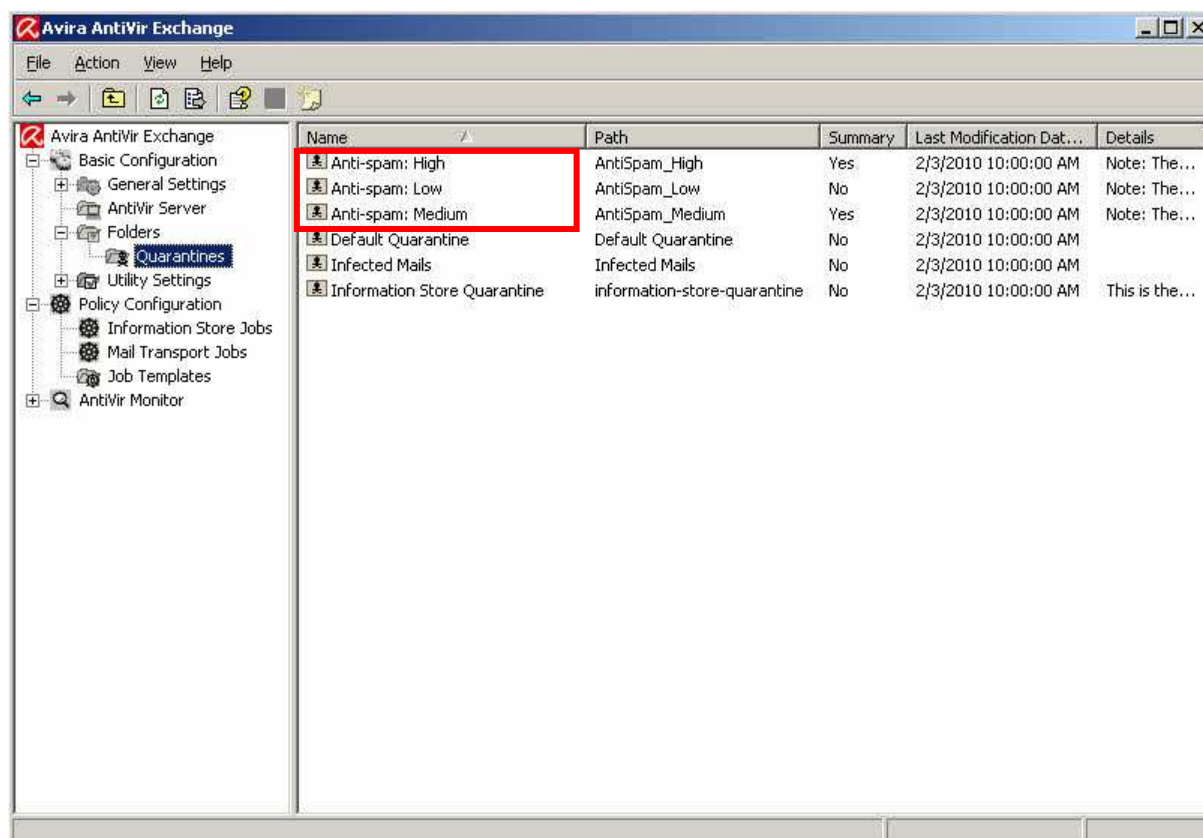 Avira AntiVir Exchange
File Action View Help
Avira AntiVir Exchange
Basic Configuration
General Settings
AntiVir Server
Folders
Quarantines
Utility Settings
Policy Configuration
Information Store Jobs
Mail Transport Jobs
Job Templates
AntiVir Monitor
Name Path Summary Last Modification Dat... Details
Anti-spam: High AntiSpam_High Yes 2/3/2010 10:00:00 AM Note: The...
Anti-spam: Low AntiSpam_Low No 2/3/2010 10:00:00 AM Note: The...
Anti-spam: Medium AntiSpam_Medium Yes 2/3/2010 10:00:00 AM Note: The...
Default Quarantine Default Quarantine No 2/3/2010 10:00:00 AM
Infected Mails Infected Mails No 2/3/2010 10:00:00 AM
Information Store Quarantine information-store-quarantine No 2/3/2010 10:00:00 AM This is the...